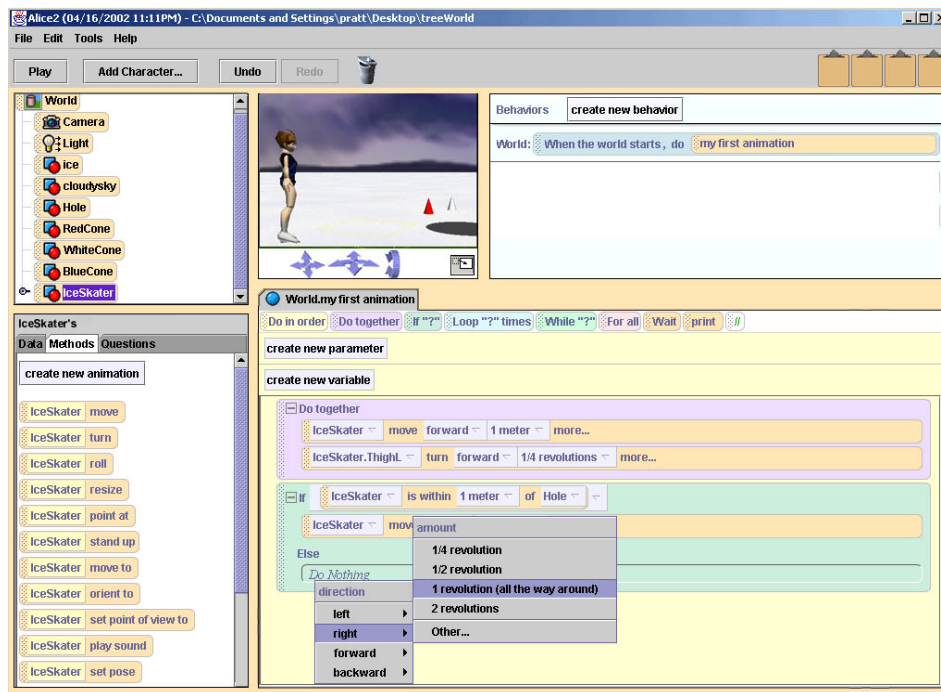 Alice2 (04/16/2002 11:11PM) - C:\Documents and Settings\pratt\Desktop\treeWorld
File Edit Tools Help
Play Add Character... Undo Redo
World
Camera
Light
ice
cloudysky
Hole
RedCone
WhiteCone
BlueCone
IceSkater
Behaviors create new behavior
World: When the world starts, do my first animation
IceSkater's
Data Methods Questions
create new animation
IceSkater move
IceSkater turn
IceSkater roll
IceSkater resize
IceSkater point at
IceSkater stand up
IceSkater move to
IceSkater orient to
IceSkater set point of view to
IceSkater play sound
IceSkater set pose
World.my first animation
Do in order Do together If "?" Loop "?" times While "?" For all Wait print //
create new parameter
create new variable
Do together
IceSkater move forward 1 meter more...
IceSkater.ThighL turn forward 1/4 revolutions more...
If IceSkater is within 1 meter of Hole
IceSkater
Else
Do Nothing
direction
left
right
forward
backward
amount
1/4 revolution
1/2 revolution
1 revolution (all the way around)
2 revolutions
Other...